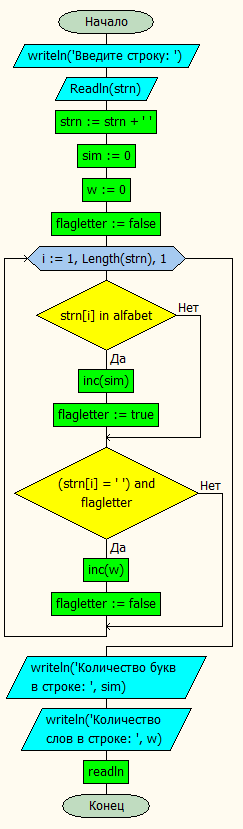 Начало
writeln('Введите строку: ')
Readln(strn)
strn := strn + ' '
sim := 0
w := 0
flagletter := false
i := 1, Length(strn), 1
strn[i] in alfabet
Нет
Да
inc(sim)
flagletter := true
(strn[i] = ' ') and
flagletter
Нет
Да
inc(w)
flagletter := false
writeln('Количество букв
в строке: ', sim)
writeln('Количество
слов в строке: ', w)
readln
Конец